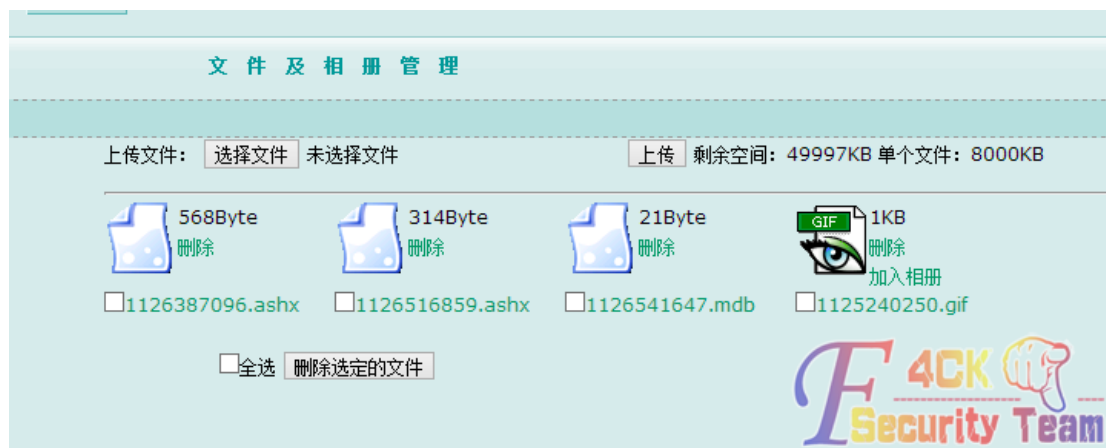 文件及相册管理
上传文件： 选择文件 未选择文件 上传 剩余空间：49997KB 单个文件：8000KB
568Byte 314Byte 21Byte GIF 1KB
删除 删除 删除 删除
加入相册
1126387096.ashx 1126516859.ashx 1126541647.mdb 1125240250.gif
全选 删除选定的文件
F4CK
Security Team